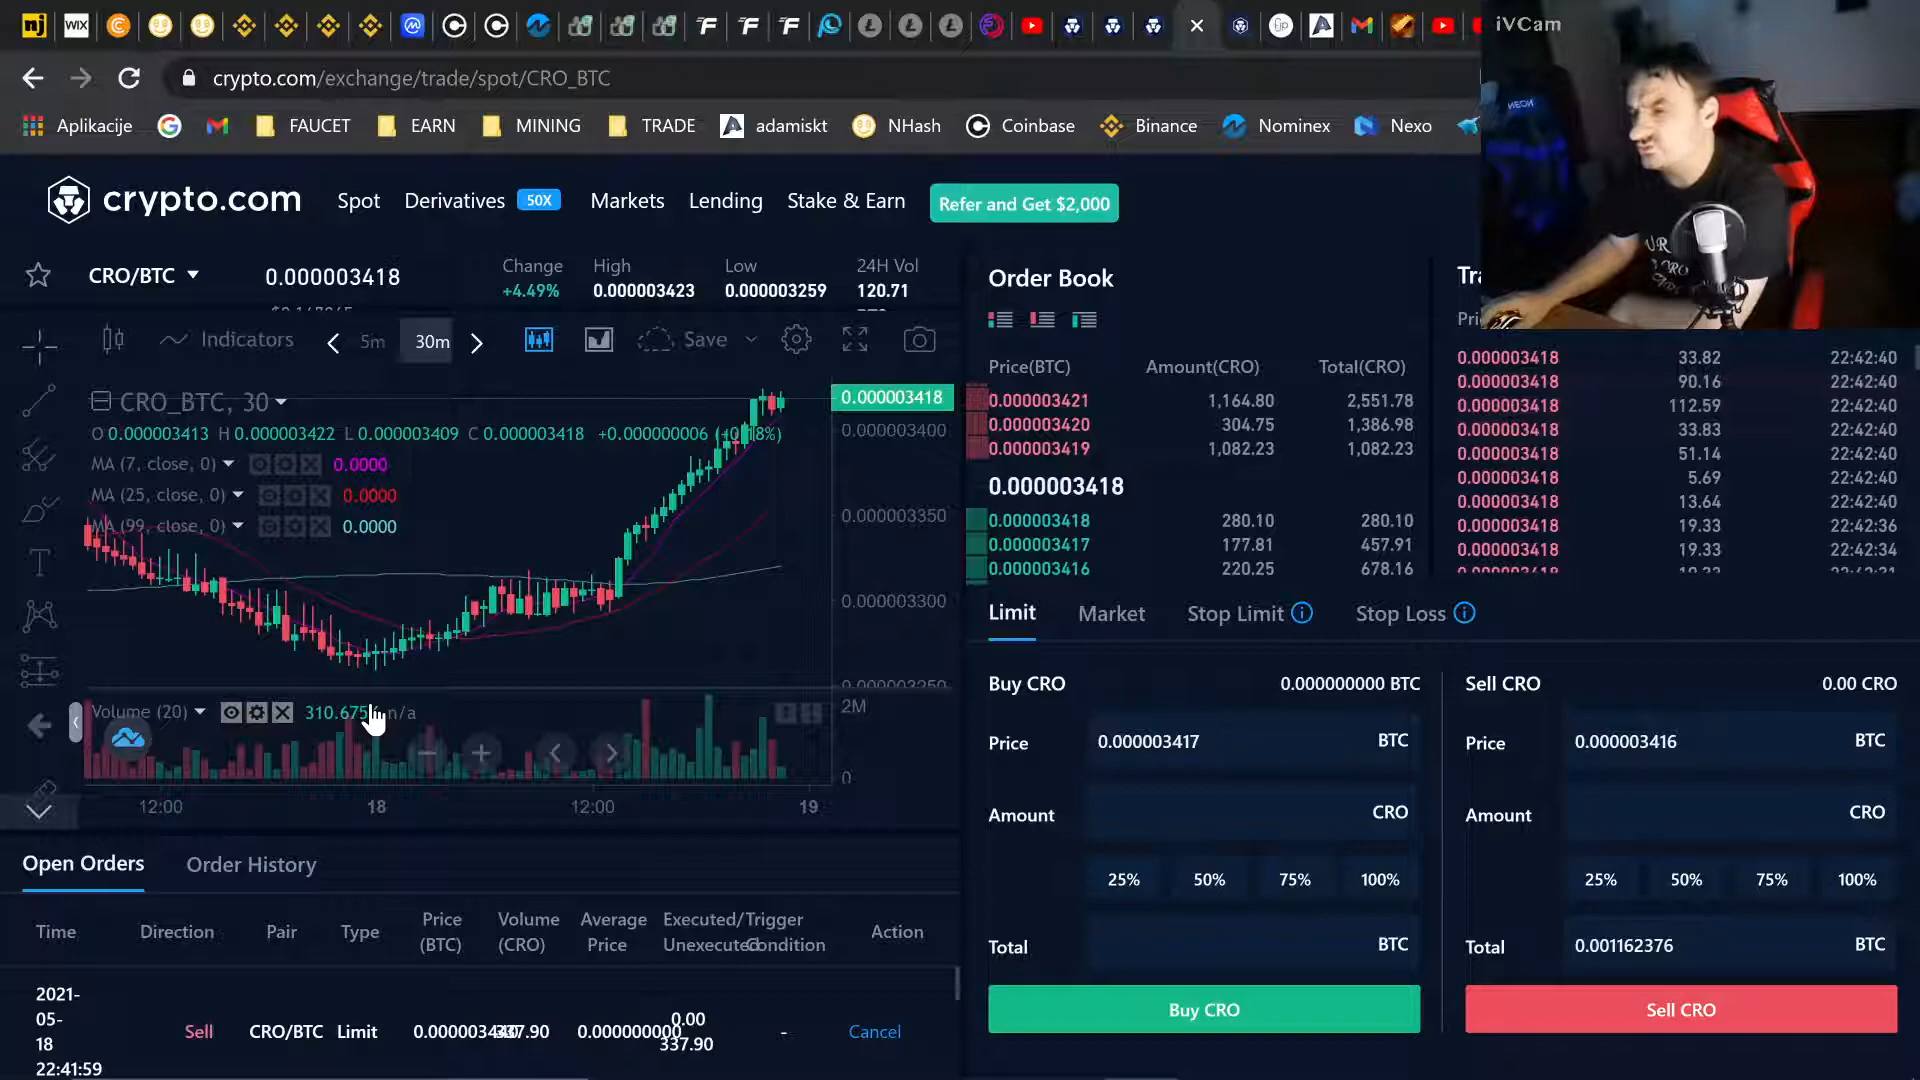 iVCam
crypto.com/exchange/trade/spot/CRO_BTC
Aplikacije FAUCET EARN MINING TRADE adamiskt NHash Coinbase Binance Nominex Nexo
NEON
crypto.com Spot Derivatives 50X Markets Lending Stake & Earn Refer and Get $2,000
CRO/BTC 0.000003418
Change High Low 24H Vol
+4.49% 0.000003423 0.000003259 120.71
Indicators 5m 30m Save
CRO_BTC, 30
O 0.000003413 H 0.000003422 L 0.000003409 C 0.000003418 +0.000000006
MA (7, close, 0) 0.0000
MA (25, close, 0) 0.0000
MA (99, close, 0) 0.0000
0.000003418
0.000003400
0.000003350
0.000003300
0.000003250
Volume (20) 310.675 n/a
2M
0
12:00 18 12:00 19
Order Book
Price(BTC) Amount(CRO) Total(CRO)
0.000003421 1,164.80 2,551.78
0.000003420 304.75 1,386.98
0.000003419 1,082.23 1,082.23
0.000003418
0.000003418 280.10 280.10
0.000003417 177.81 457.91
0.000003416 220.25 678.16
0.000003418 33.82 22:42:40
0.000003418 90.16 22:42:40
0.000003418 112.59 22:42:40
0.000003418 33.83 22:42:40
0.000003418 51.14 22:42:40
0.000003418 5.69 22:42:40
0.000003418 13.64 22:42:40
0.000003418 19.33 22:42:36
0.000003418 19.33 22:42:34
Limit Market Stop Limit Stop Loss
Buy CRO 0.000000000 BTC
Price 0.000003417 BTC
Amount CRO
25% 50% 75% 100%
Total BTC
Buy CRO
Sell CRO 0.00 CRO
Price 0.000003416 BTC
Amount CRO
25% 50% 75% 100%
Total 0.001162376 BTC
Sell CRO
Open Orders Order History
Time Direction Pair Type Price (BTC) Volume (CRO) Average Price Executed/ Unexecuted Trigger Condition Action
2021-
05-
18
22:41:59
Sell CRO/BTC Limit 0.000003440 337.90 0.000000000 0.00 337.90 - Cancel